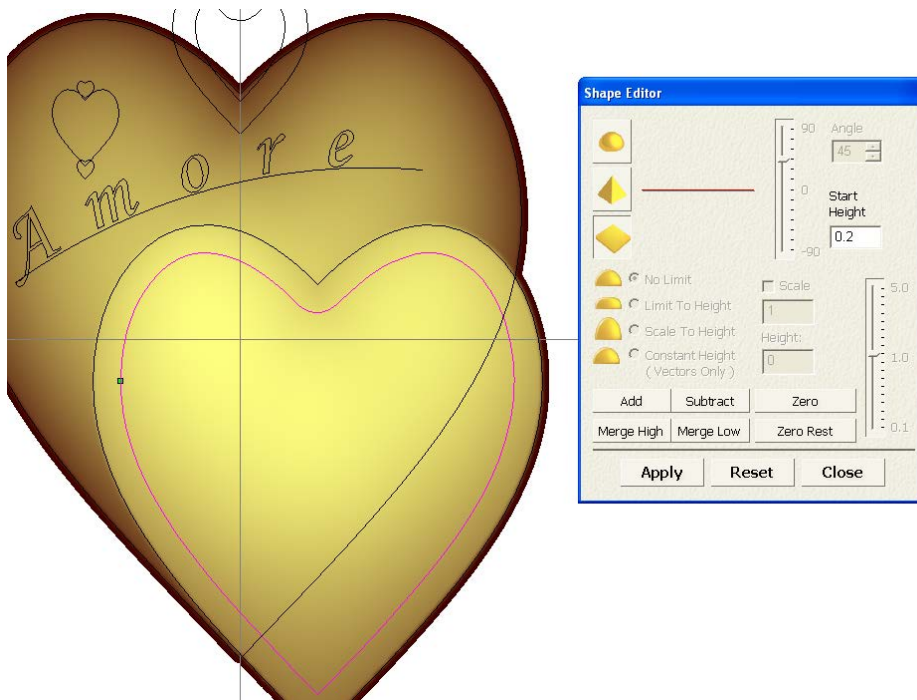 Amore
Shape Editor
90
Angle
45
0
Start
Height
0.2
-90
No Limit
Scale
5.0
Limit To Height
1
Scale To Height
Height:
1.0
Constant Height
0
( Vectors Only )
Add Subtract Zero
0.1
Merge High Merge Low Zero Rest
Apply Reset Close